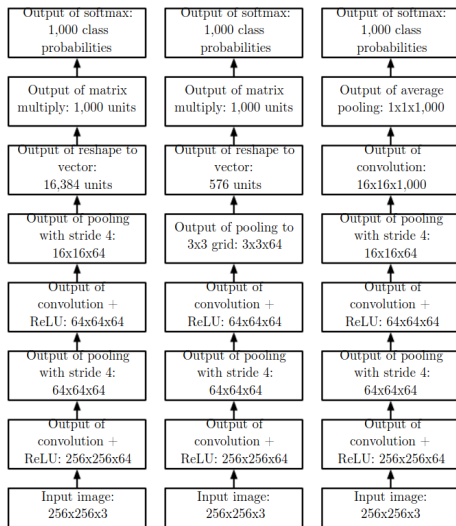 Output of softmax:
1,000 class
probabilities
Output of matrix
multiply: 1,000 units
Output of reshape to
vector:
16,384 units
Output of pooling
with stride 4:
16x16x64
Output of
convolution +
ReLU: 64x64x64
Output of pooling
with stride 4:
64x64x64
Output of
convolution +
ReLU: 256x256x64
Input image:
256x256x3
Output of softmax:
1,000 class
probabilities
Output of matrix
multiply: 1,000 units
Output of reshape to
vector:
576 units
Output of pooling to
3x3 grid: 3x3x64
Output of
convolution +
ReLU: 64x64x64
Output of pooling
with stride 4:
64x64x64
Output of
convolution +
ReLU: 256x256x64
Input image:
256x256x3
Output of softmax:
1,000 class
probabilities
Output of average
pooling: 1x1x1,000
Output of
convolution:
16x16x1,000
Output of pooling
with stride 4:
16x16x64
Output of
convolution +
ReLU: 64x64x64
Output of pooling
with stride 4:
64x64x64
Output of
convolution +
ReLU: 256x256x64
Input image:
256x256x3